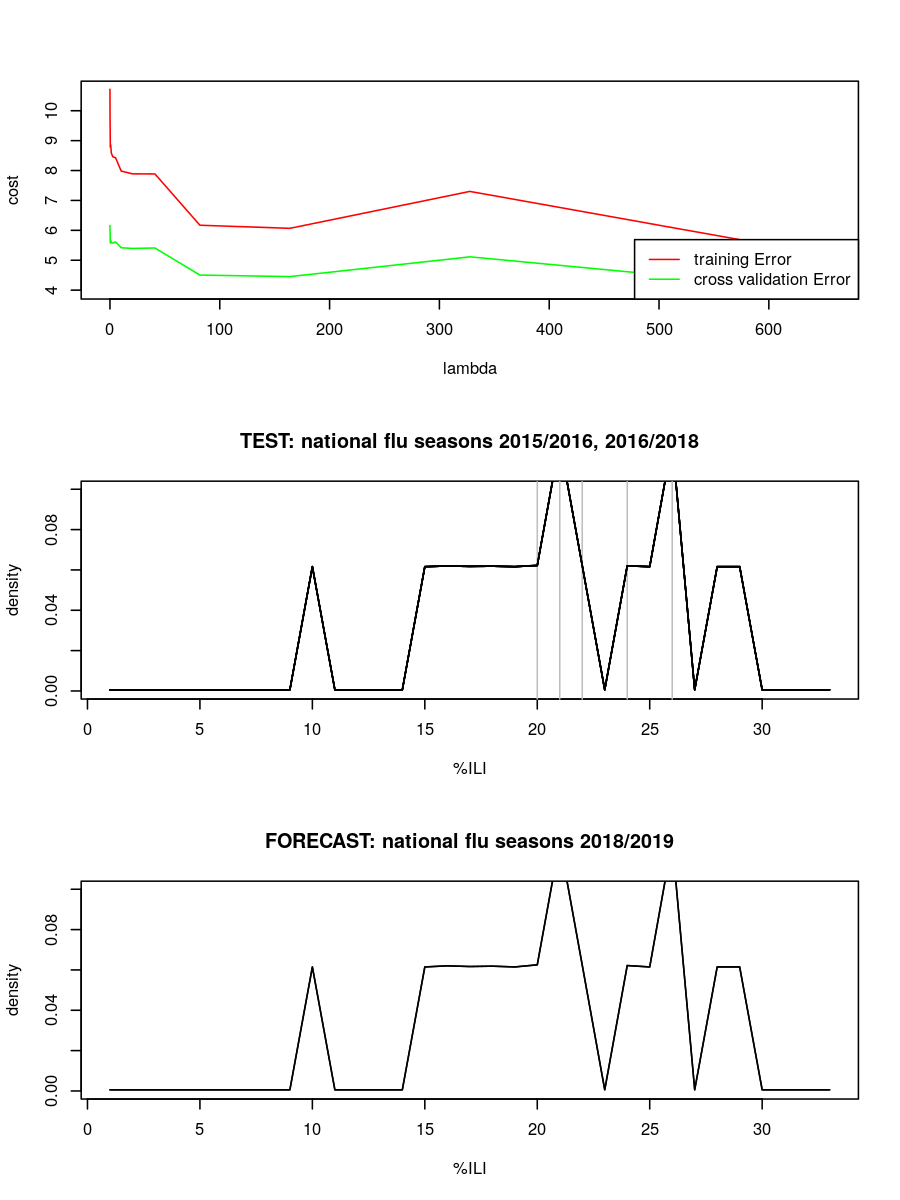 10
9
8
7
6
5
4
cost
training Error
cross validation Error
0 100 200 300 400 500 600
lambda
TEST: national flu seasons 2015/2016, 2016/2018
0.08
0.04
0.00
density
0 5 10 15 20 25 30
%ILI
FORECAST: national flu seasons 2018/2019
0.08
0.04
0.00
density
0 5 10 15 20 25 30
%ILI